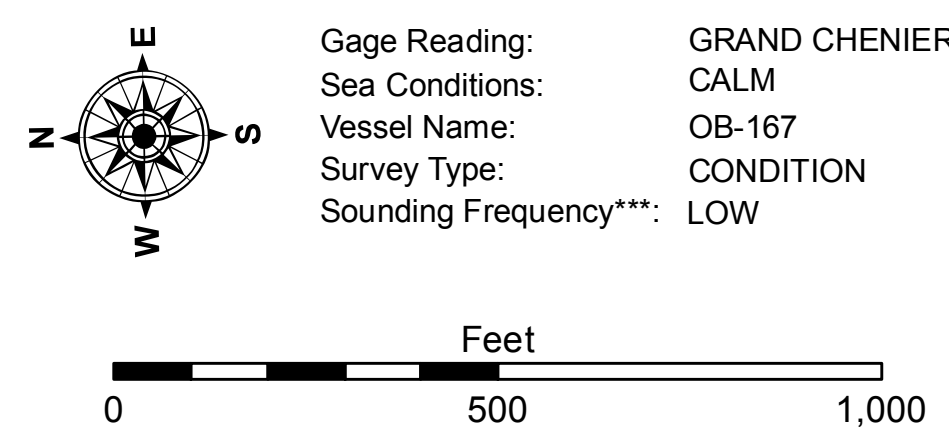 E
N
S
W
Gage Reading: GRAND CHENIER
Sea Conditions: CALM
Vessel Name: OB-167
Survey Type: CONDITION
Sounding Frequency***: LOW
Feet
0 500 1,000